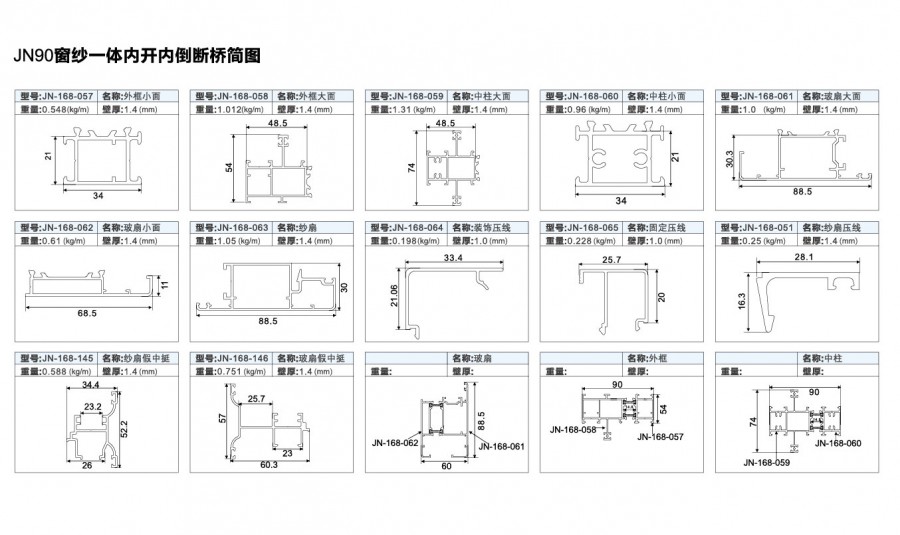 JN90窗纱一体内开内倒断桥简图
型号:JN-168-057 名称:外框小面
重量:0.548(kg/m) 壁厚:1.4(mm)
21
34
型号:JN-168-058 名称:外框大面
重量:1.012(kg/m) 壁厚:1.4(mm)
48.5
54
型号:JN-168-059 名称:中柱大面
重量:1.31(kg/m) 壁厚:1.4(mm)
48.5
74
型号:JN-168-060 名称:中柱小面
重量:0.96(kg/m) 壁厚:1.4(mm)
21
34
型号:JN-168-061 名称:玻扇大面
重量:1.0 (kg/m) 壁厚:1.4(mm)
30.3
88.5
型号:JN-168-062 名称:玻扇小面
重量:0.61(kg/m) 壁厚:1.4(mm)
11
68.5
型号:JN-168-063 名称:纱扇
重量:1.05(kg/m) 壁厚:1.4(mm)
30
88.5
型号:JN-168-064 名称:装饰压线
重量:0.198(kg/m) 壁厚:1.0(mm)
33.4
21.06
型号:JN-168-065 名称:固定压线
重量:0.228(kg/m) 壁厚:1.0(mm)
25.7
20
型号:JN-168-051 名称:纱扇压线
重量:0.25(kg/m) 壁厚:1.4(mm)
28.1
16.3
型号:JN-168-145 名称:纱扇假中挺
重量:0.588(kg/m) 壁厚:1.4(mm)
34.4
23.2
52.2
26
型号:JN-168-146 名称:玻扇假中挺
重量:0.751(kg/m) 壁厚:1.4(mm)
25.7
57
23
60.3
名称:玻扇
重量: 壁厚:
88.5
JN-168-062
JN-168-061
60
名称:外框
重量: 壁厚:
90
54
JN-168-058
JN-168-057
名称:中柱
重量: 壁厚:
90
74
JN-168-060
JN-168-059